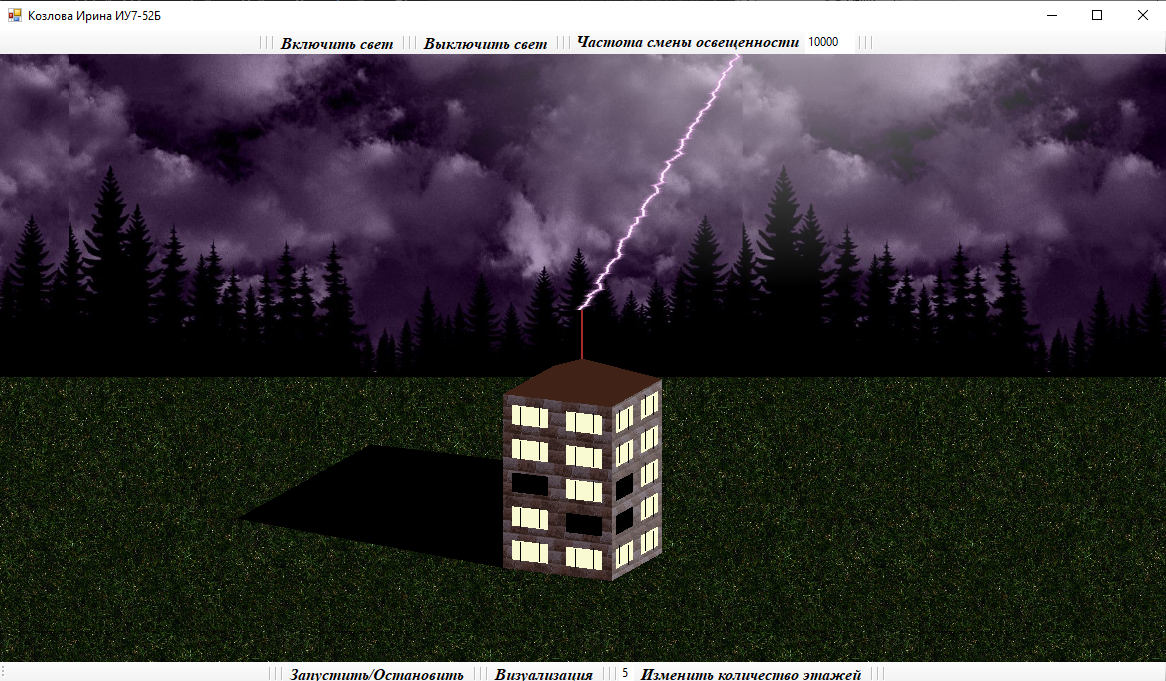 Козлова Ирина ИУ7-52Б
Включить свет Выключить свет Частота смены освещенности 10000
Запустить/Остановить Визуализация 5 Изменить количество этажей